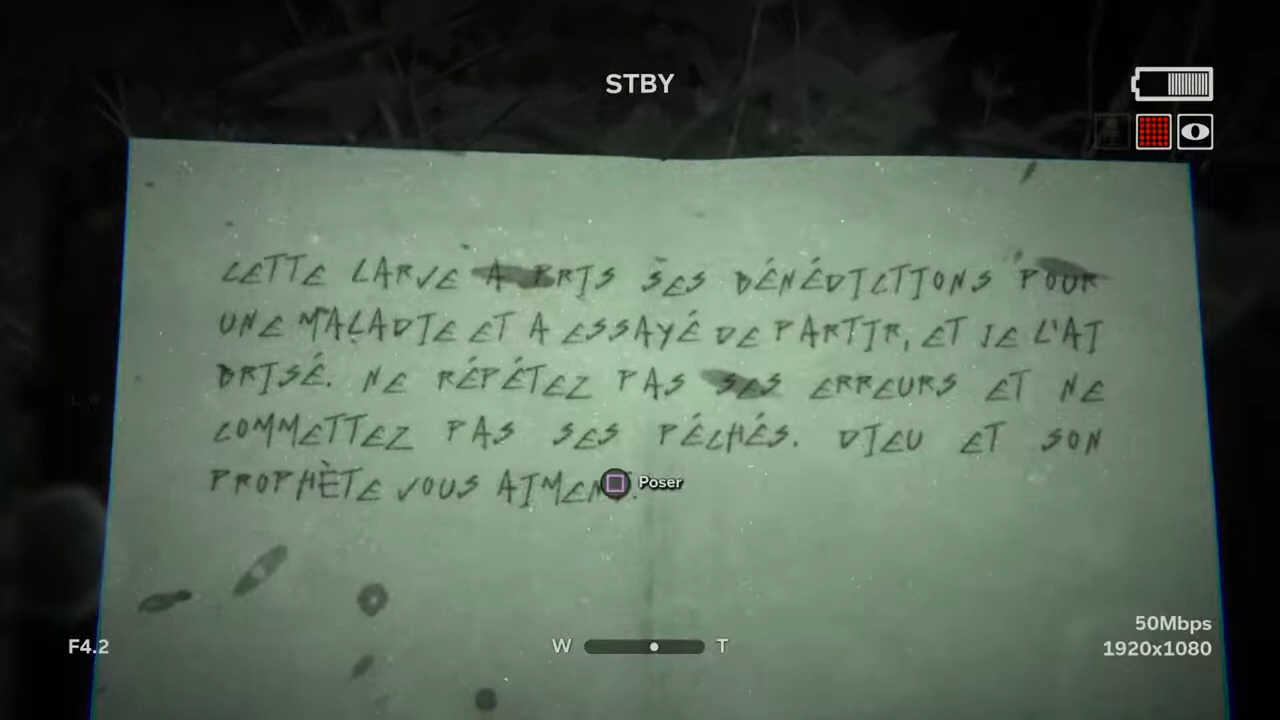 STBY
CETTE LARVE A PRIS SES BÉNÉDICTIONS POUR
UNE MALADIE ET A ESSAYÉ DE PARTIR, ET JE L'AI
BRISÉ. NE RÉPÉTEZ PAS SES ERREURS ET NE
COMMETTEZ PAS SES PÉCHÉS. DIEU ET SON
PROPHÈTE VOUS AIMENT.
Poser
50Mbps
F4.2 W T 1920x1080